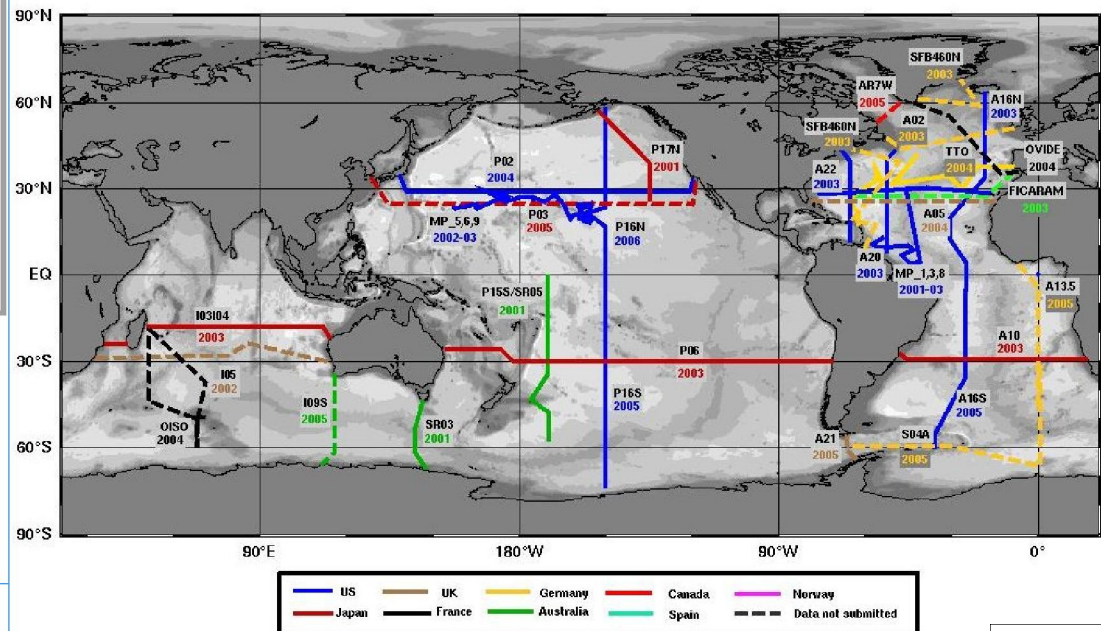 90°N
60°N
30°N
EQ
30°S
60°S
90°S
90°E
180°W
90°W
0°
SFB460N
2003
AR7W
2005
A16N
2003
A02
2003
SFB460N
2003
TTO
2004
OVIDE
2004
P17N
2001
P02
2004
A22
2003
FICARAM
2003
MP_5,6,9
2002-03
P03
2005
P16N
2006
A05
2004
A20
2003
MP_1,3,8
2001-03
P15S/SR05
2001
A13.5
2005
I03I04
2003
A10
2003
P06
2003
I05
2002
P16S
2005
I09S
2005
A16S
2005
OISO
2004
SR03
2001
A21
2005
S04A
2005
US
UK
Germany
Canada
Norway
Japan
France
Australia
Spain
Data not submitted